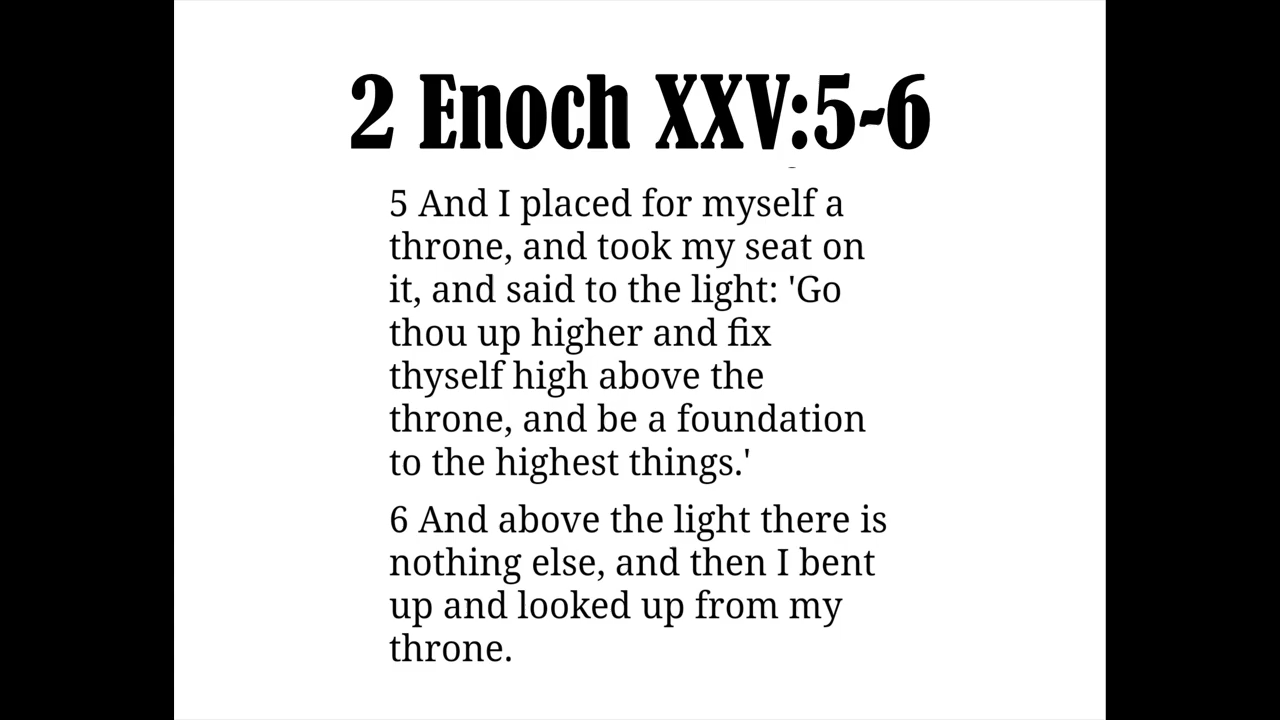 2 Enoch XXV:5-6
5 And I placed for myself a
throne, and took my seat on
it, and said to the light: 'Go
thou up higher and fix
thyself high above the
throne, and be a foundation
to the highest things.'
6 And above the light there is
nothing else, and then I bent
up and looked up from my
throne.